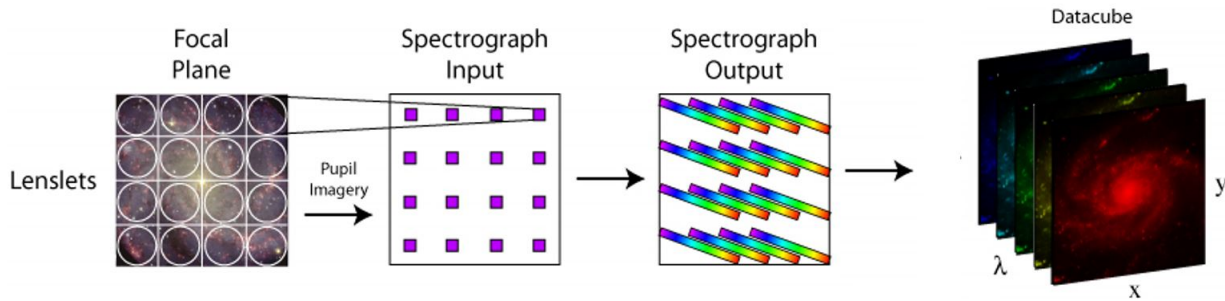 Focal
Plane
Spectrograph
Input
Spectrograph
Output
Datacube
Lenslets
Pupil
Imagery
y
λ
x